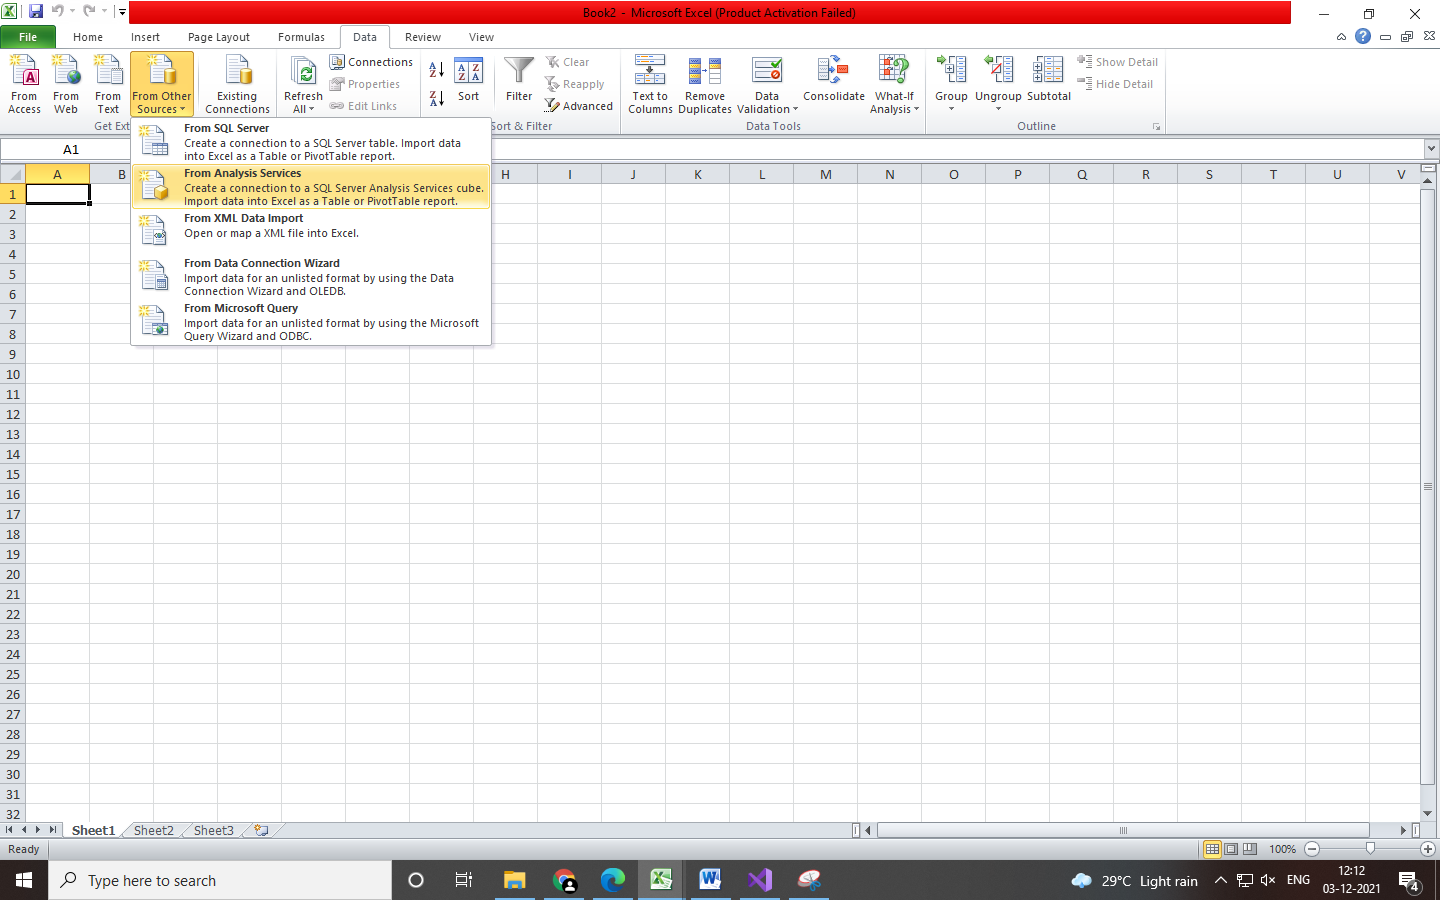 Book2 - Microsoft Excel (Product Activation Failed)
File Home Insert Page Layout Formulas Data Review View
From Access
From Web
From Text
From Other Sources
Existing Connections
Refresh All
Connections
Properties
Edit Links
Sort
Filter
Clear
Reapply
Advanced
Text to Columns
Remove Duplicates
Data Validation
Consolidate
What-If Analysis
Group
Ungroup
Subtotal
Show Detail
Hide Detail
Get Ext
Sort & Filter
Data Tools
Outline
A1
From SQL Server
Create a connection to a SQL Server table. Import data
into Excel as a Table or PivotTable report.
From Analysis Services
Create a connection to a SQL Server Analysis Services cube.
Import data into Excel as a Table or PivotTable report.
From XML Data Import
Open or map a XML file into Excel.
From Data Connection Wizard
Import data for an unlisted format by using the Data
Connection Wizard and OLEDB.
From Microsoft Query
Import data for an unlisted format by using the Microsoft
Query Wizard and ODBC.
A B H I J K L M N O P Q R S T U V
1
2
3
4
5
6
7
8
9
10
11
12
13
14
15
16
17
18
19
20
21
22
23
24
25
26
27
28
29
30
31
32
Sheet1 Sheet2 Sheet3
Ready
100%
Type here to search
29°C Light rain
ENG
12:12
03-12-2021
4